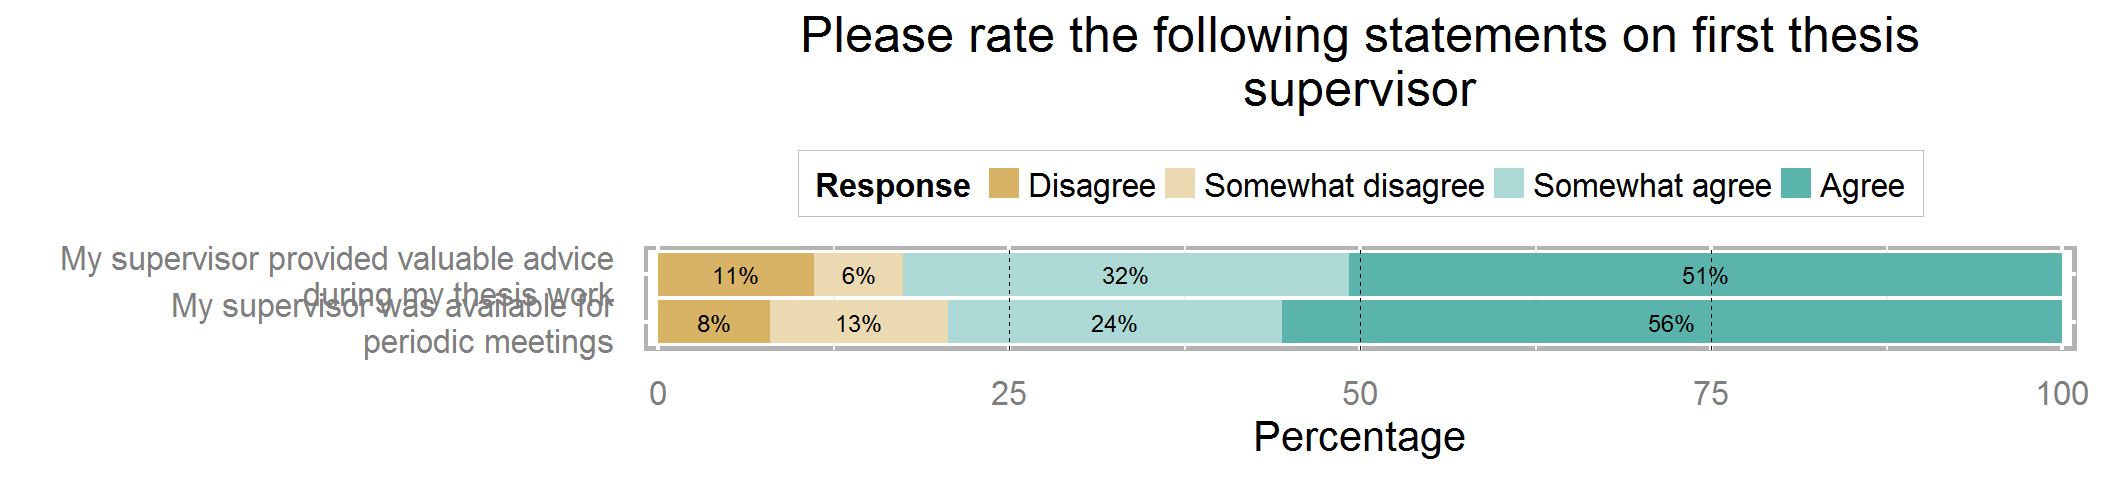 Please rate the following statements on first thesis
supervisor
Response Disagree Somewhat disagree Somewhat agree Agree
My supervisor provided valuable advice
during my thesis work
11% 6% 32% 51%
My supervisor was available for
periodic meetings
8% 13% 24% 56%
0 25 50 75 100
Percentage